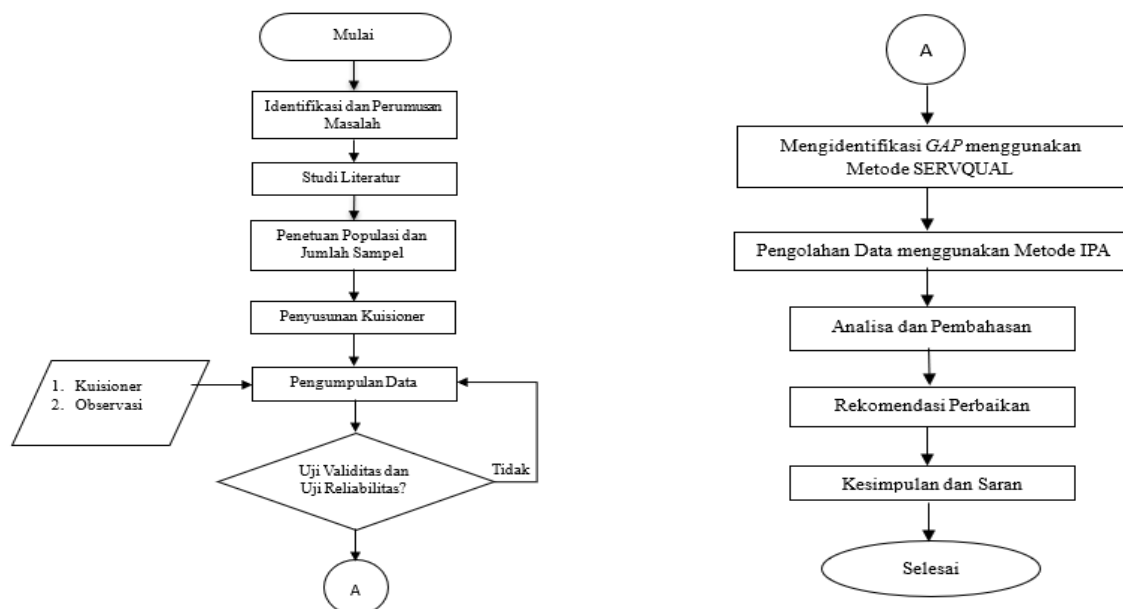 Mulai
Identifikasi dan Perumusan
Masalah
Studi Literatur
Penetuan Populasi dan
Jumlah Sampel
Penyusunan Kuisioner
1. Kuisioner
2. Observasi
Pengumpulan Data
Uji Validitas dan
Uji Reliabilitas?
Tidak
A
A
Mengidentifikasi GAP menggunakan
Metode SERVQUAL
Pengolahan Data menggunakan Metode IPA
Analisa dan Pembahasan
Rekomendasi Perbaikan
Kesimpulan dan Saran
Selesai